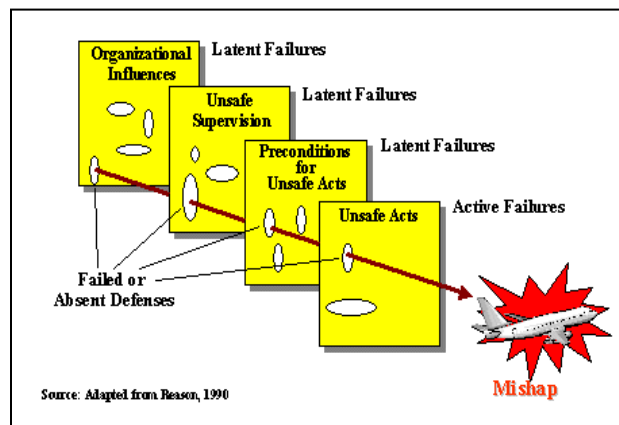 Organizational
Influences
Latent Failures
Unsafe
Supervision
Latent Failures
Preconditions
for
Unsafe Acts
Latent Failures
Unsafe Acts
Active Failures
Failed or
Absent Defenses
Mishap
Source: Adapted from Reason, 1990